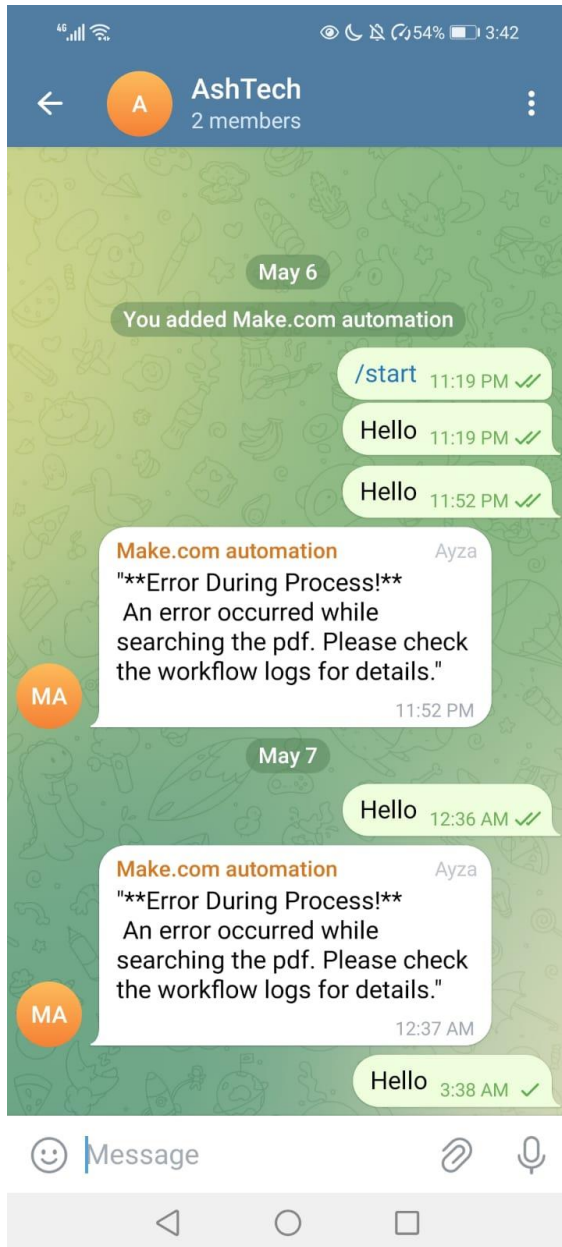 46 54% 3:42
A AshTech
2 members
May 6
You added Make.com automation
/start 11:19 PM
Hello 11:19 PM
Hello 11:52 PM
Make.com automation Ayza
"**Error During Process!**
An error occurred while
searching the pdf. Please check
the workflow logs for details."
MA
11:52 PM
May 7
Hello 12:36 AM
Make.com automation Ayza
"**Error During Process!**
An error occurred while
searching the pdf. Please check
the workflow logs for details."
MA
12:37 AM
Hello 3:38 AM
Message